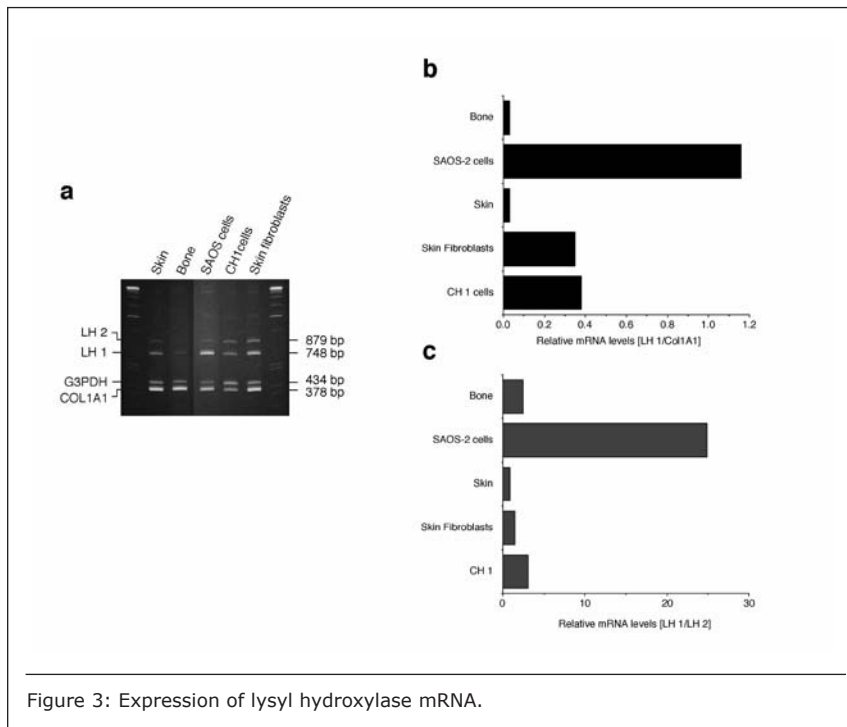 a
Skin
Bone
SAOS cells
CH1cells
Skin fibroblasts
LH 2
LH 1
G3PDH
COL1A1
879 bp
748 bp
434 bp
378 bp
b
Bone
SAOS-2 cells
Skin
Skin Fibroblasts
CH 1 cells
0.0 0.2 0.4 0.6 0.8 1.0 1.2
Relative mRNA levels [LH 1/Col1A1]
c
Bone
SAOS-2 cells
Skin
Skin Fibroblasts
CH 1
0 10 20 30
Relative mRNA levels [LH 1/LH 2]
Figure 3: Expression of lysyl hydroxylase mRNA.